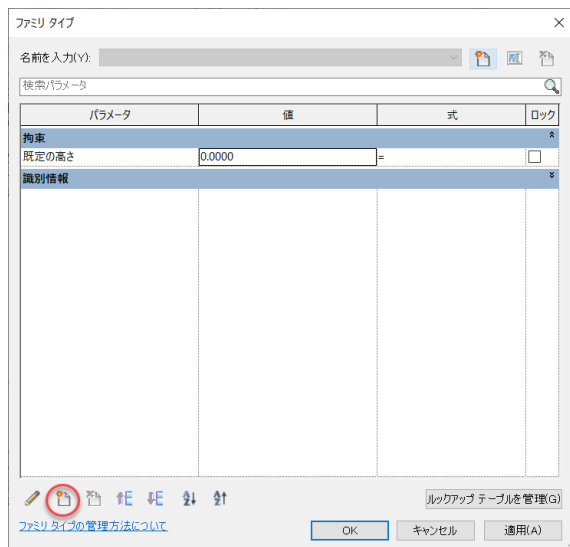 ファミリ タイプ
名前を入力(Y):
検索パラメータ
パラメータ 値 式 ロック
拘束
既定の高さ 0.0000 =
識別情報
ルックアップ テーブルを管理(G)
ファミリ タイプの管理方法について
OK キャンセル 適用(A)